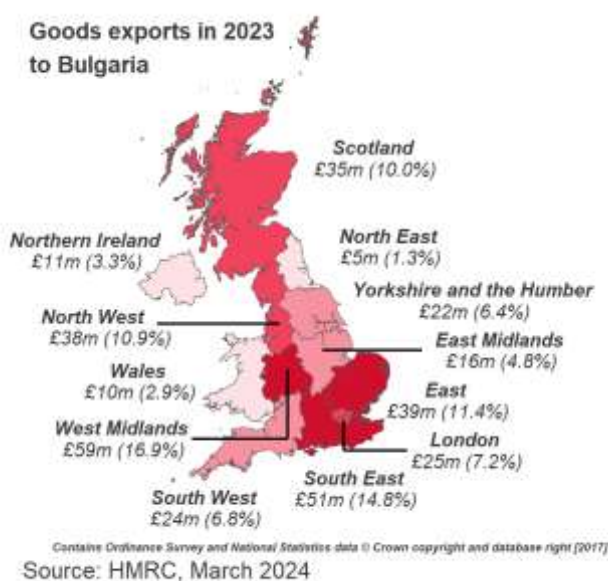 Goods exports in 2023
to Bulgaria
Scotland
£35m (10.0%)
Northern Ireland
£11m (3.3%)
North East
£5m (1.3%)
Yorkshire and the Humber
£22m (6.4%)
North West
£38m (10.9%)
East Midlands
£16m (4.8%)
Wales
£10m (2.9%)
East
£39m (11.4%)
West Midlands
£59m (16.9%)
London
£25m (7.2%)
South East
£51m (14.8%)
South West
£24m (6.8%)
Contains Ordinance Survey and National Statistics data © Crown copyright and database right [2017]
Source: HMRC, March 2024